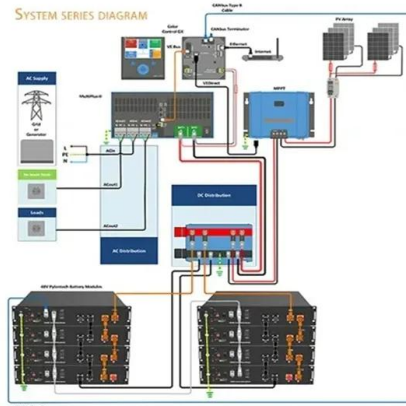 SYSTEM SERIES DIAGRAM
CANbus Type B
Cable
Color
Control GX
CANbus Terminator
PV Array
VE Bus
Ethernet
Internet
AC Supply
MultiPlus-II
VE.Direct
MPPT
Grid
or
Generator
L
PE
N
ACin
ACout1
Loads
ACout2
DC Distribution
AC Distribution
48V Pylontech Battery Modules